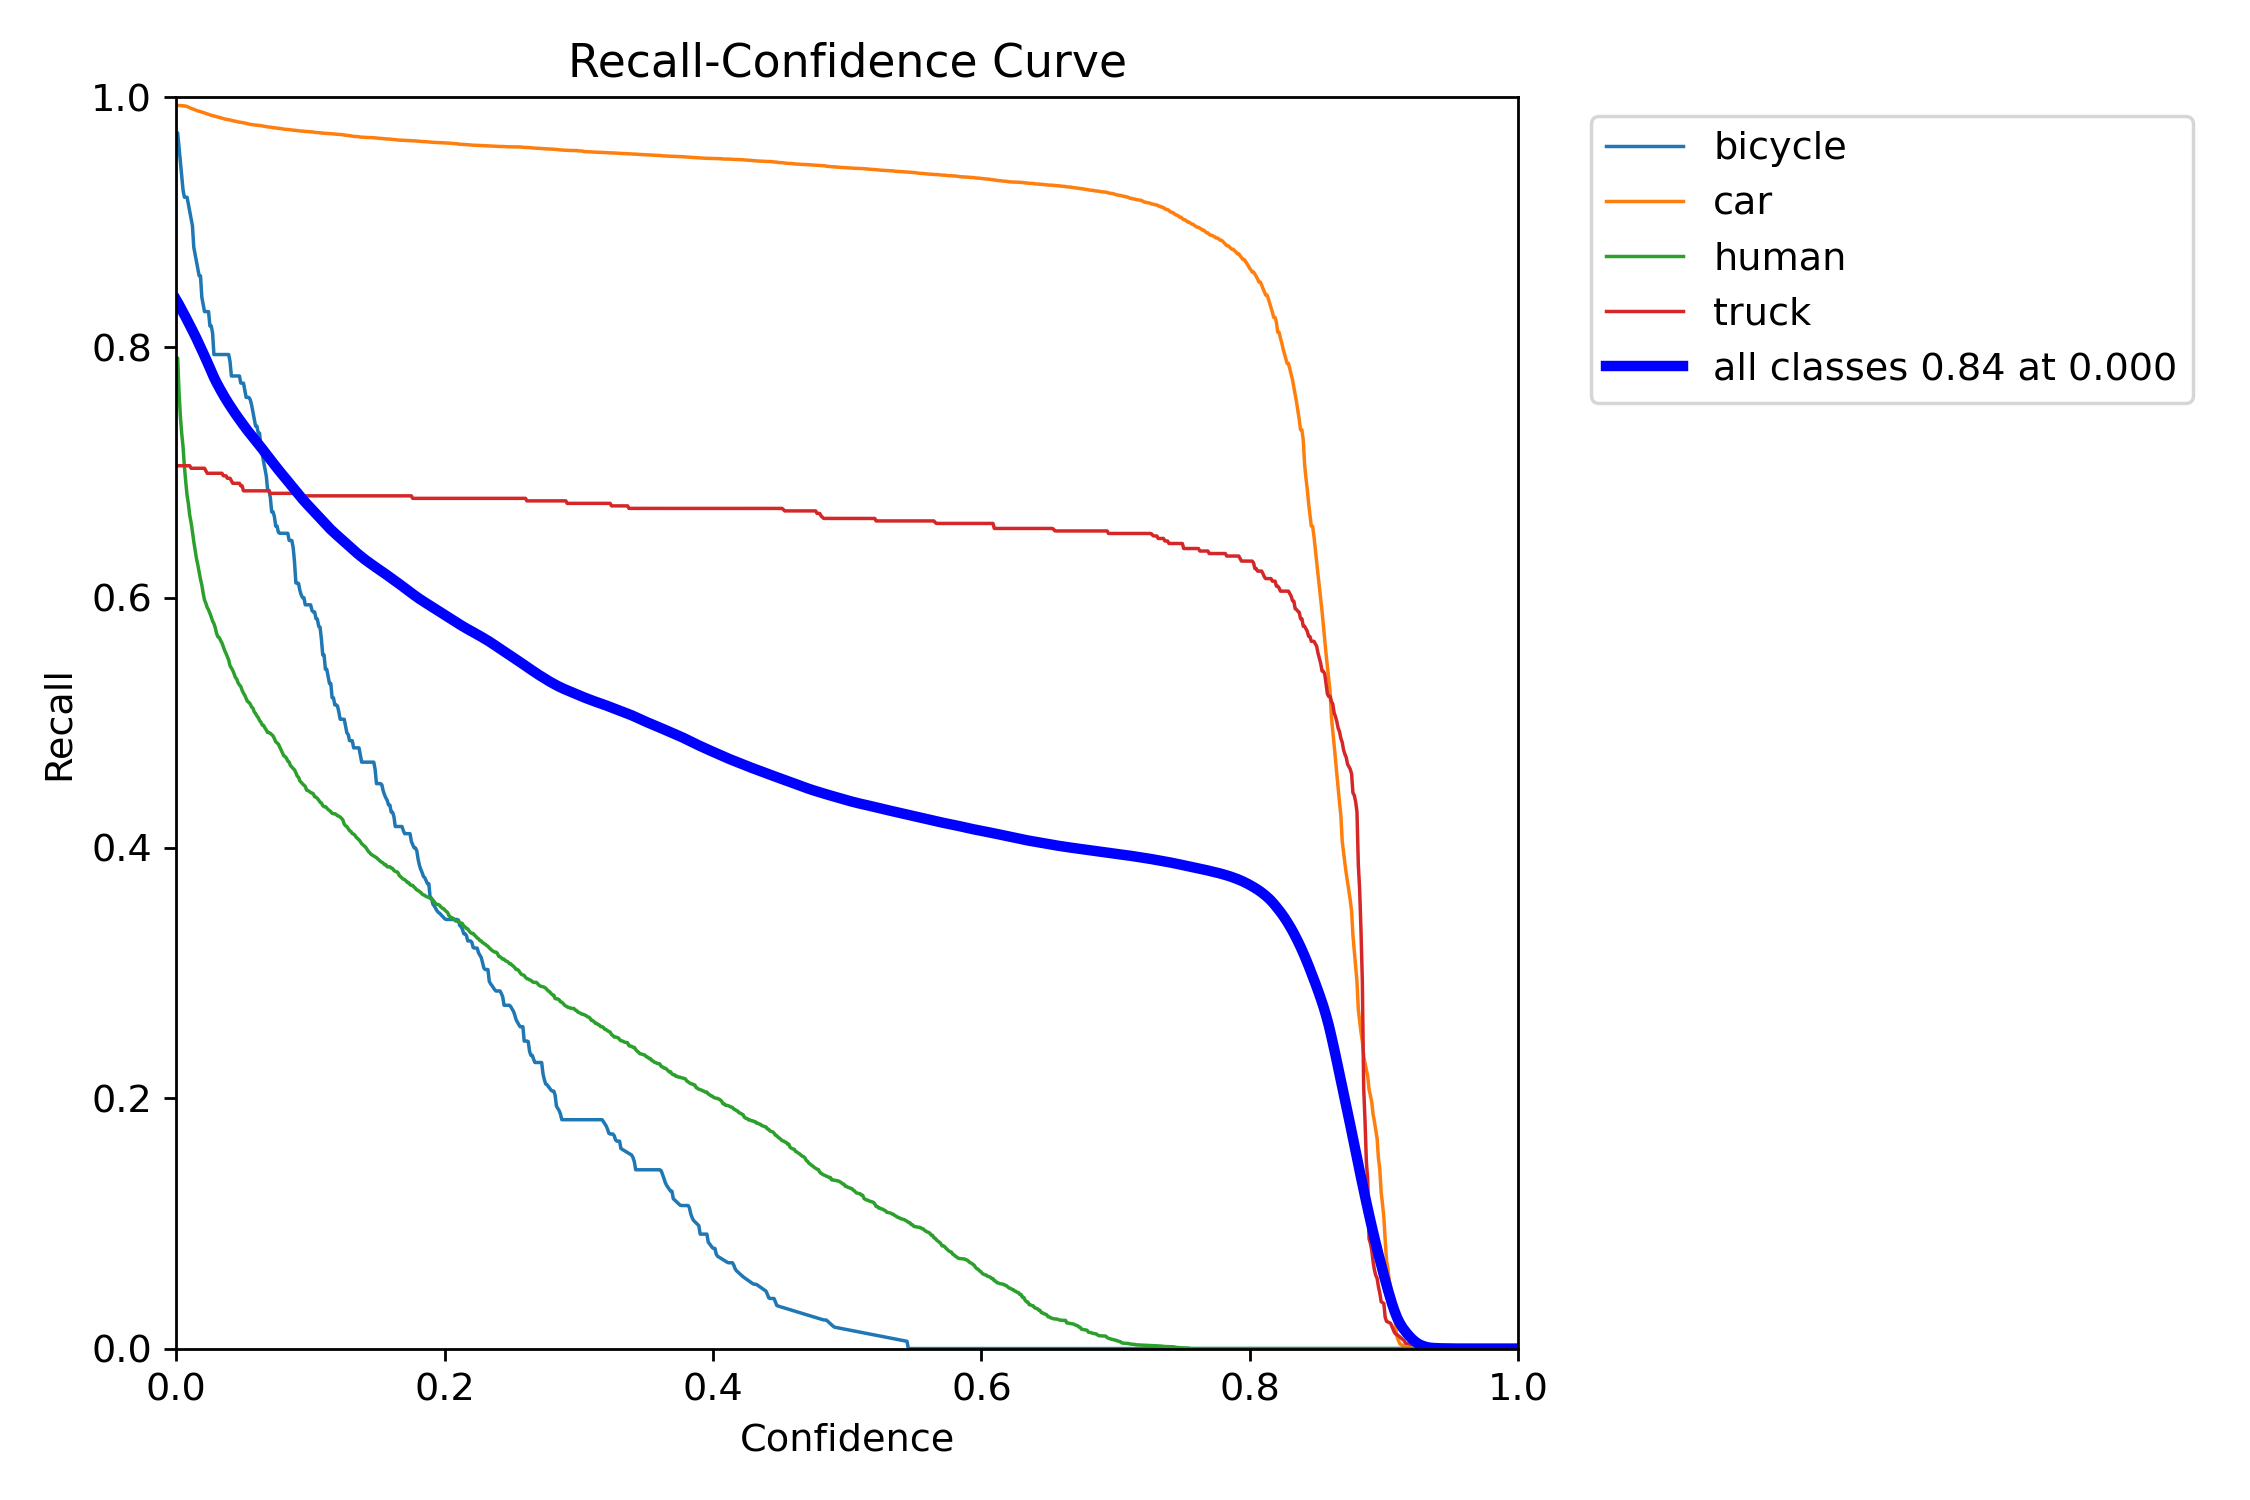 Recall-Confidence Curve
1.0
0.8
0.6
0.4
0.2
0.0
Recall
0.0 0.2 0.4 0.6 0.8 1.0
Confidence
bicycle
car
human
truck
all classes 0.84 at 0.000